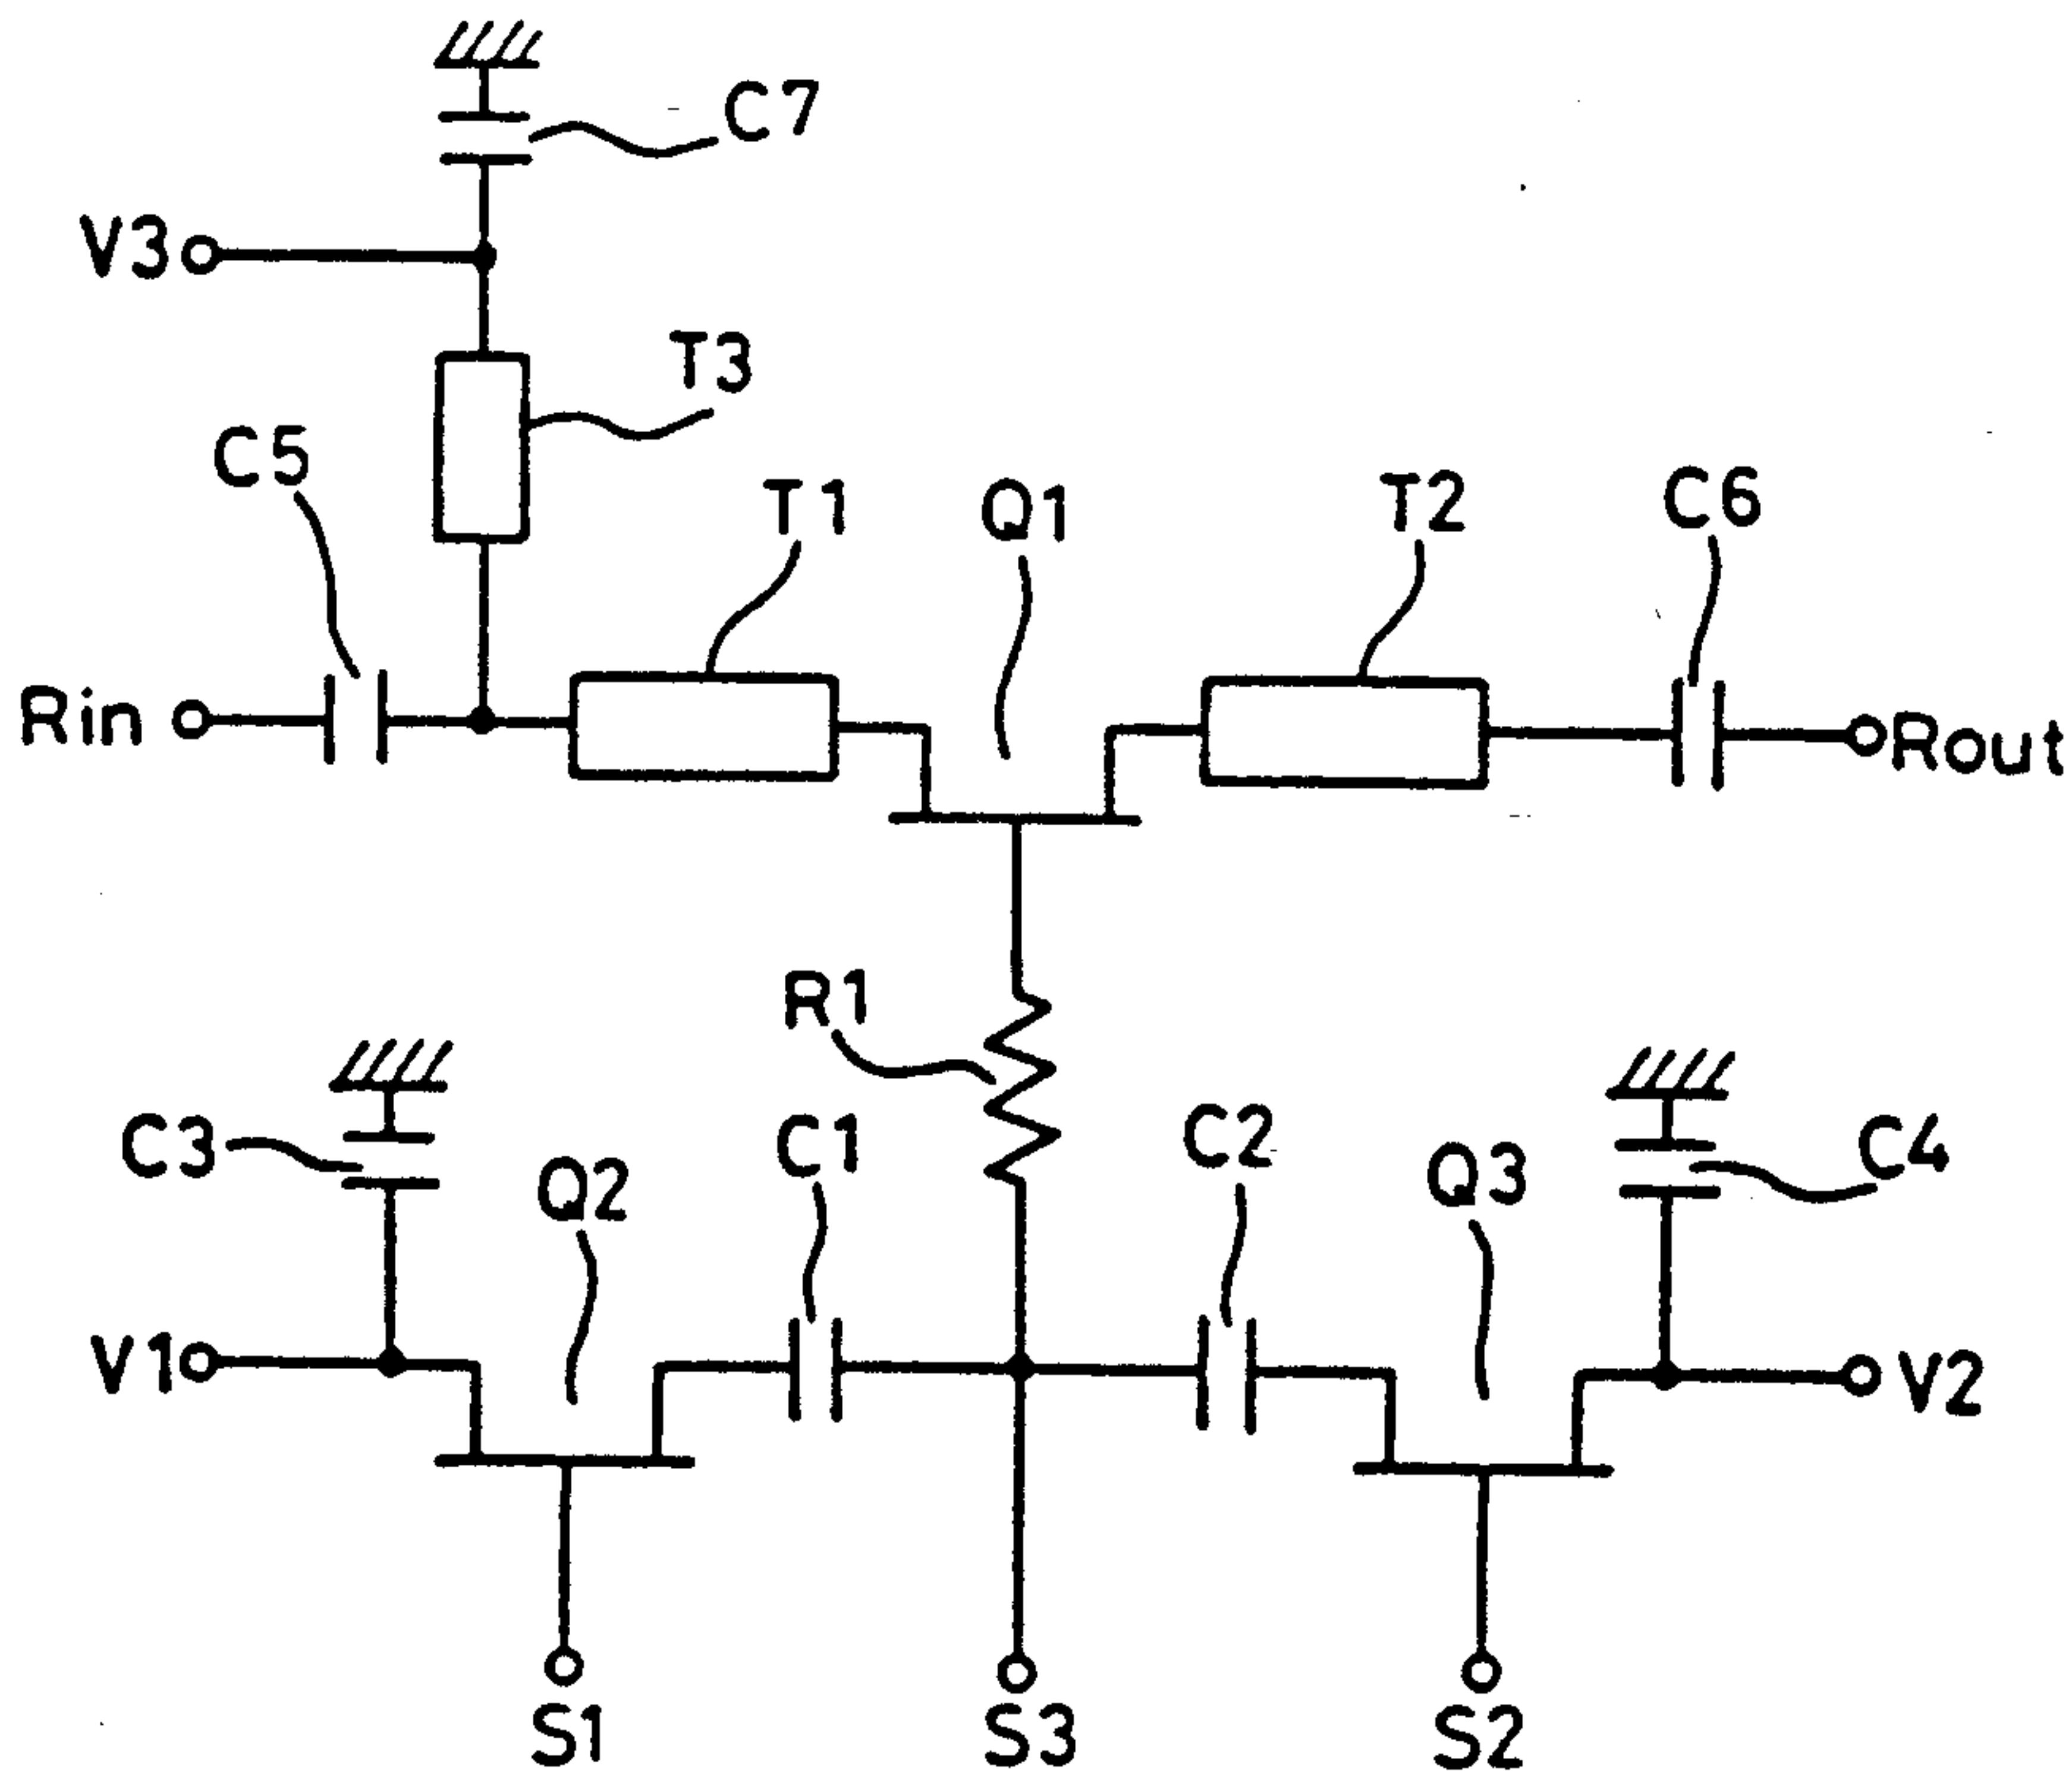 C7
V3
T3
C5
T1
Q1
T2
C6
Rin
Rout
R1
C3
Q2
C1
C2
Q3
C4
V1
V2
S1
S3
S2